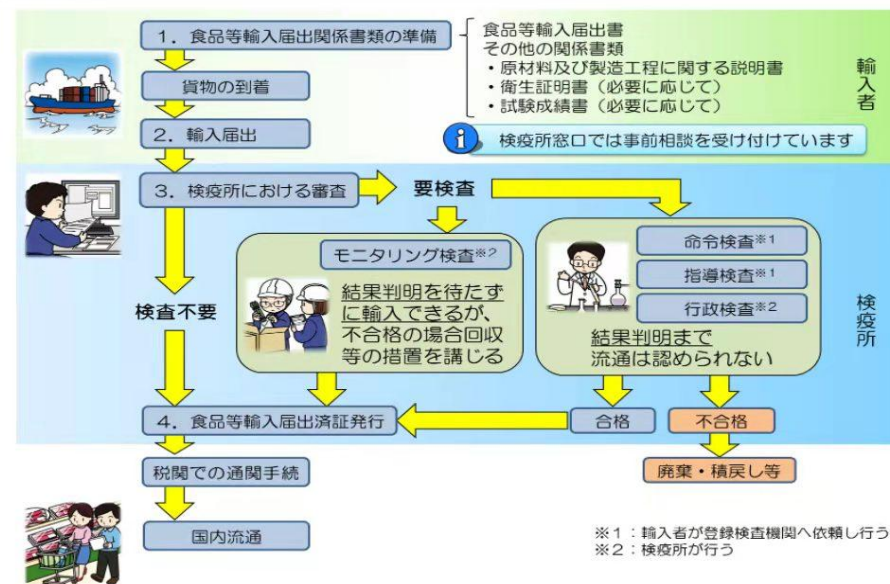 1．食品等輸入届出関係書類の準備
食品等輸入届出書
その他の関係書類
・原材料及び製造工程に関する説明書
・衛生証明書（必要に応じて）
・試験成績書（必要に応じて）
輸入者
貨物の到着
2．輸入届出
i 検疫所窓口では事前相談を受け付けています
3．検疫所における審査
要検査
モニタリング検査※2
結果判明を待たず
に輸入できるが、
不合格の場合回収
等の措置を講じる
命令検査※1
指導検査※1
行政検査※2
結果判明まで
流通は認められない
検疫所
検査不要
4．食品等輸入届出済証発行
合格
不合格
税関での通関手続
廃棄・積戻し等
国内流通
※1：輸入者が登録検査機関へ依頼し行う
※2：検疫所が行う